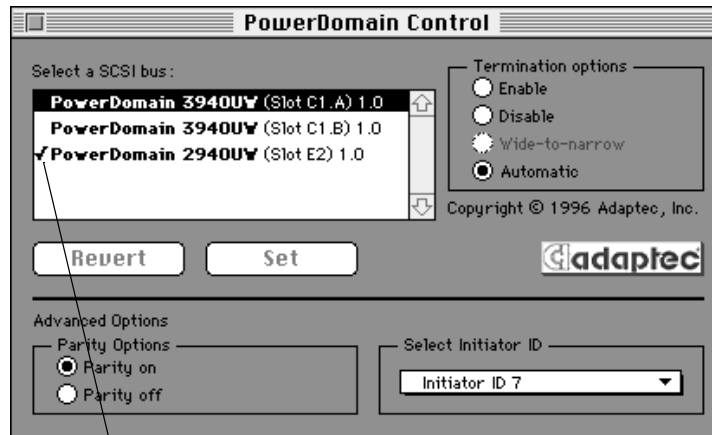 PowerDomain Control
Select a SCSI bus:
PowerDomain 3940UW (Slot C1.A) 1.0
PowerDomain 3940UW (Slot C1.B) 1.0
✓PowerDomain 2940UW (Slot E2) 1.0
Termination options
Enable
Disable
Wide-to-narrow
Automatic
Copyright © 1996 Adaptec, Inc.
Revert
Set
adaptec
Advanced Options
Parity Options
Parity on
Parity off
Select Initiator ID
Initiator ID 7